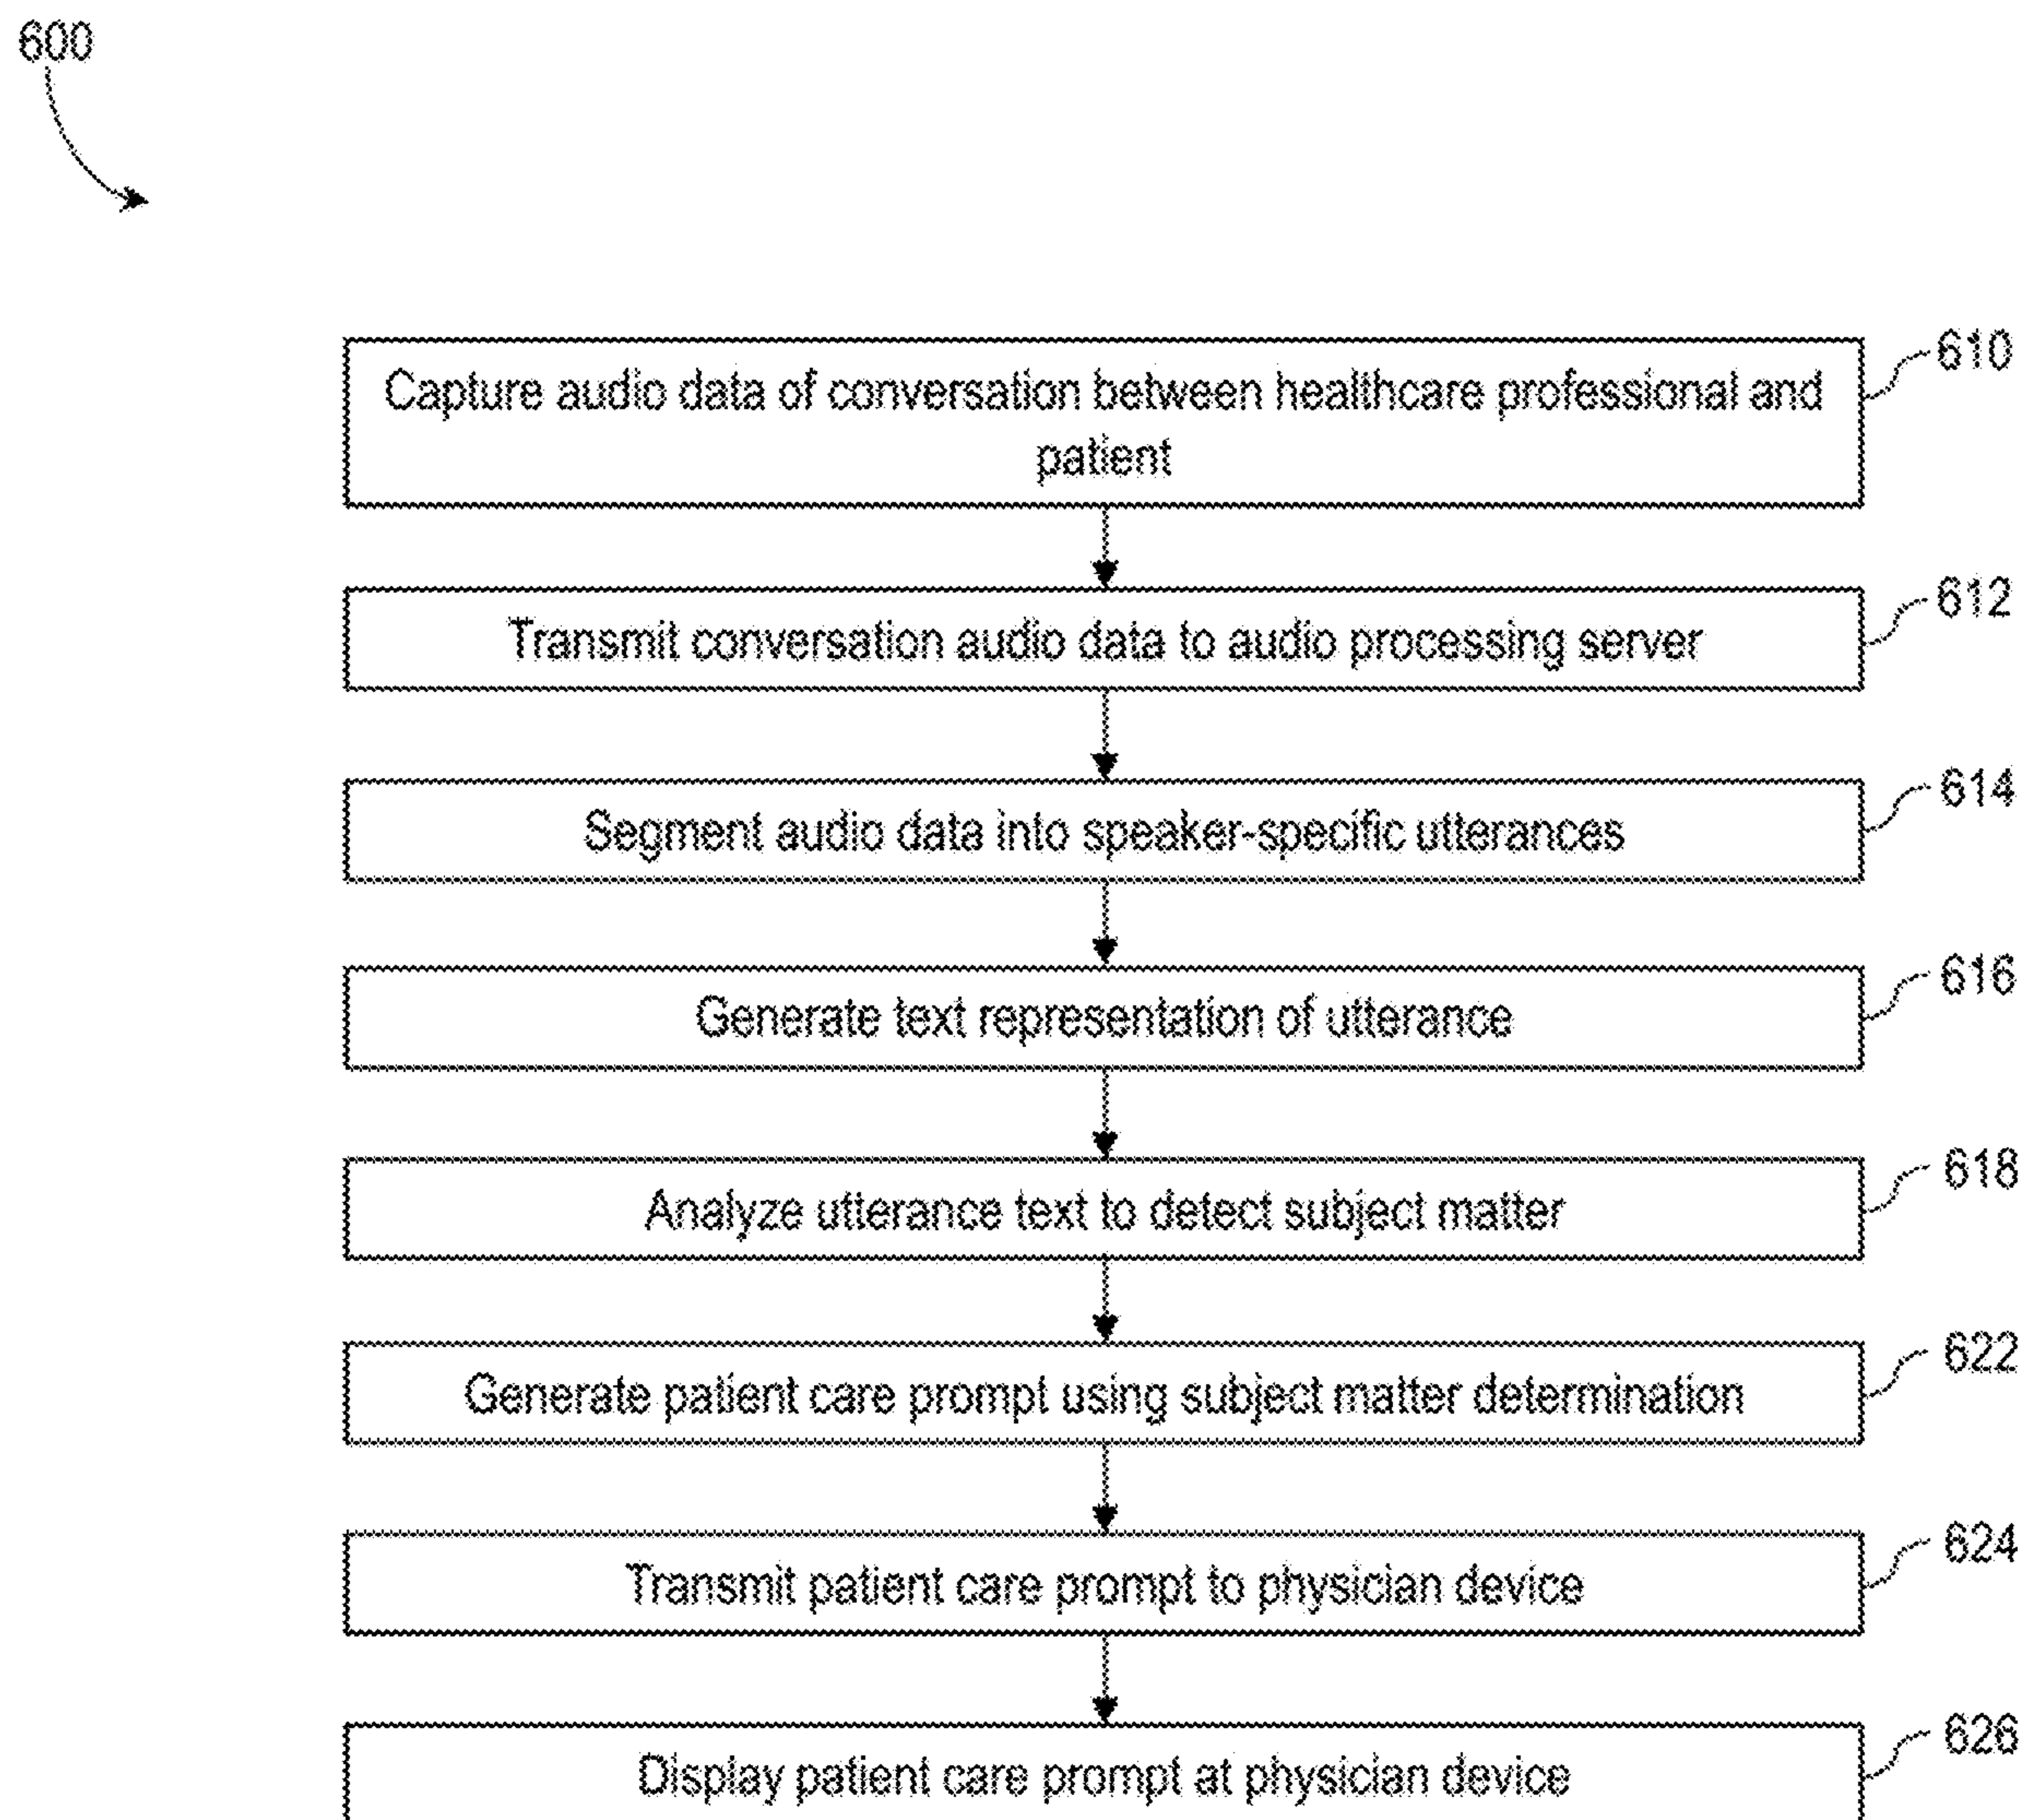 600
Capture audio data of conversation between healthcare professional and
patient
610
Transmit conversation audio data to audio processing server
612
Segment audio data into speaker-specific utterances
614
Generate text representation of utterance
616
Analyze utterance text to detect subject matter
618
Generate patient care prompt using subject matter determination
622
Transmit patient care prompt to physician device
624
Display patient care prompt at physician device
626